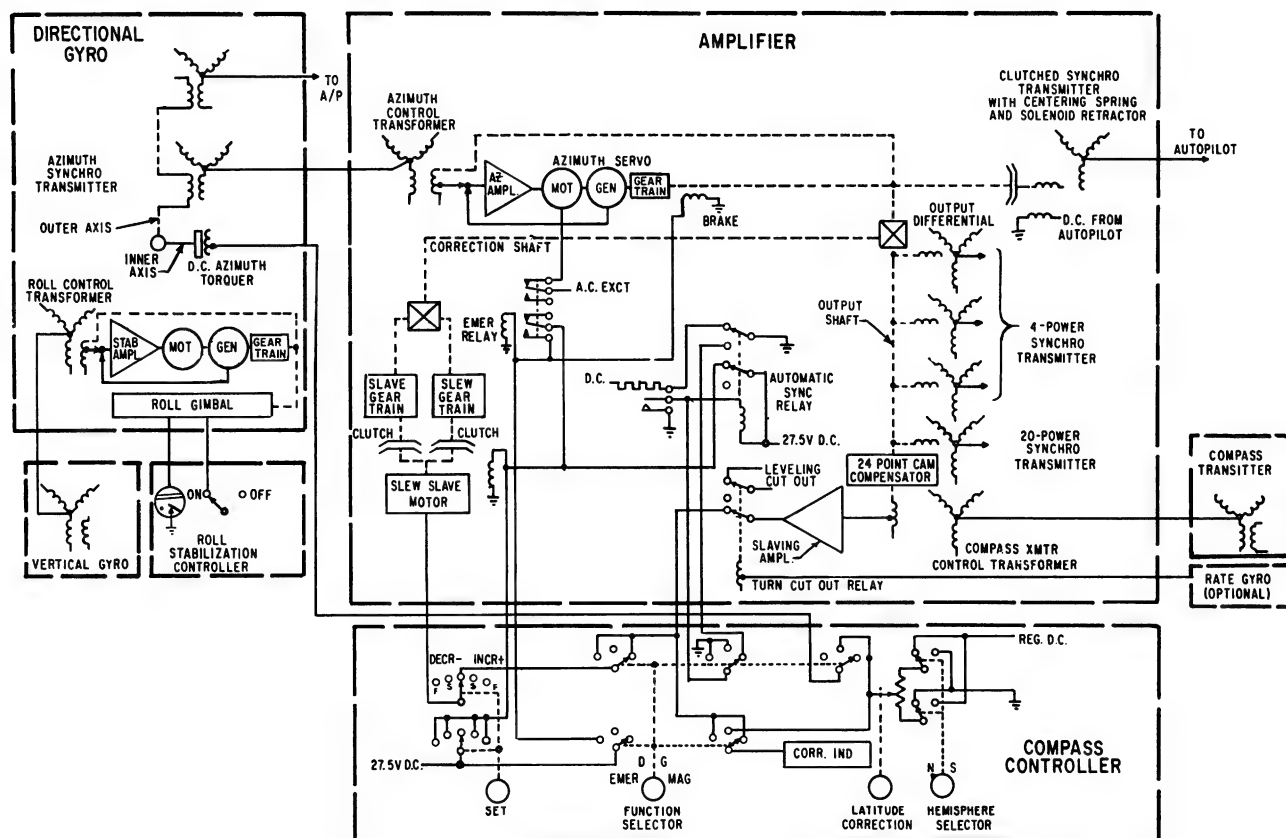 DIRECTIONAL
GYRO
TO
A/P
AZIMUTH
SYNCHRO
TRANSMITTER
OUTER AXIS
INNER
AXIS
D.C. AZIMUTH
TORQUER
ROLL CONTROL
TRANSFORMER
STAB
AMPL.
MOT
GEN
GEAR
TRAIN
ROLL GIMBAL
VERTICAL GYRO
ON
OFF
ROLL
STABILIZATION
CONTROLLER
AMPLIFIER
AZIMUTH
CONTROL
TRANSFORMER
AZIMUTH SERVO
AZ
AMPL.
MOT
GEN
GEAR
TRAIN
BRAKE
CORRECTION SHAFT
A.C. EXCT
EMER
RELAY
SLAVE
GEAR
TRAIN
SLEW
GEAR
TRAIN
CLUTCH
CLUTCH
SLEW SLAVE
MOTOR
D.C.
AUTOMATIC
SYNC
RELAY
27.5V D.C.
LEVELING
CUT OUT
SLAVING
AMPL.
TURN CUT OUT RELAY
CLUTCHED SYNCHRO
TRANSMITTER
WITH CENTERING SPRING
AND SOLENOID RETRACTOR
TO
AUTOPILOT
D.C. FROM
AUTOPILOT
OUTPUT
DIFFERENTIAL
OUTPUT
SHAFT
4-POWER
SYNCHRO
TRANSMITTER
20-POWER
SYNCHRO
TRANSMITTER
24 POINT CAM
COMPENSATOR
COMPASS XMTR
CONTROL TRANSFORMER
COMPASS
TRANSITTER
RATE GYRO
(OPTIONAL)
DECR-
INCR+
F
S
S
F
27.5V D.C.
SET
EMER
D G
MAG
FUNCTION
SELECTOR
CORR. IND
REG. D.C.
LATITUDE
CORRECTION
N S
HEMISPHERE
SELECTOR
COMPASS
CONTROLLER